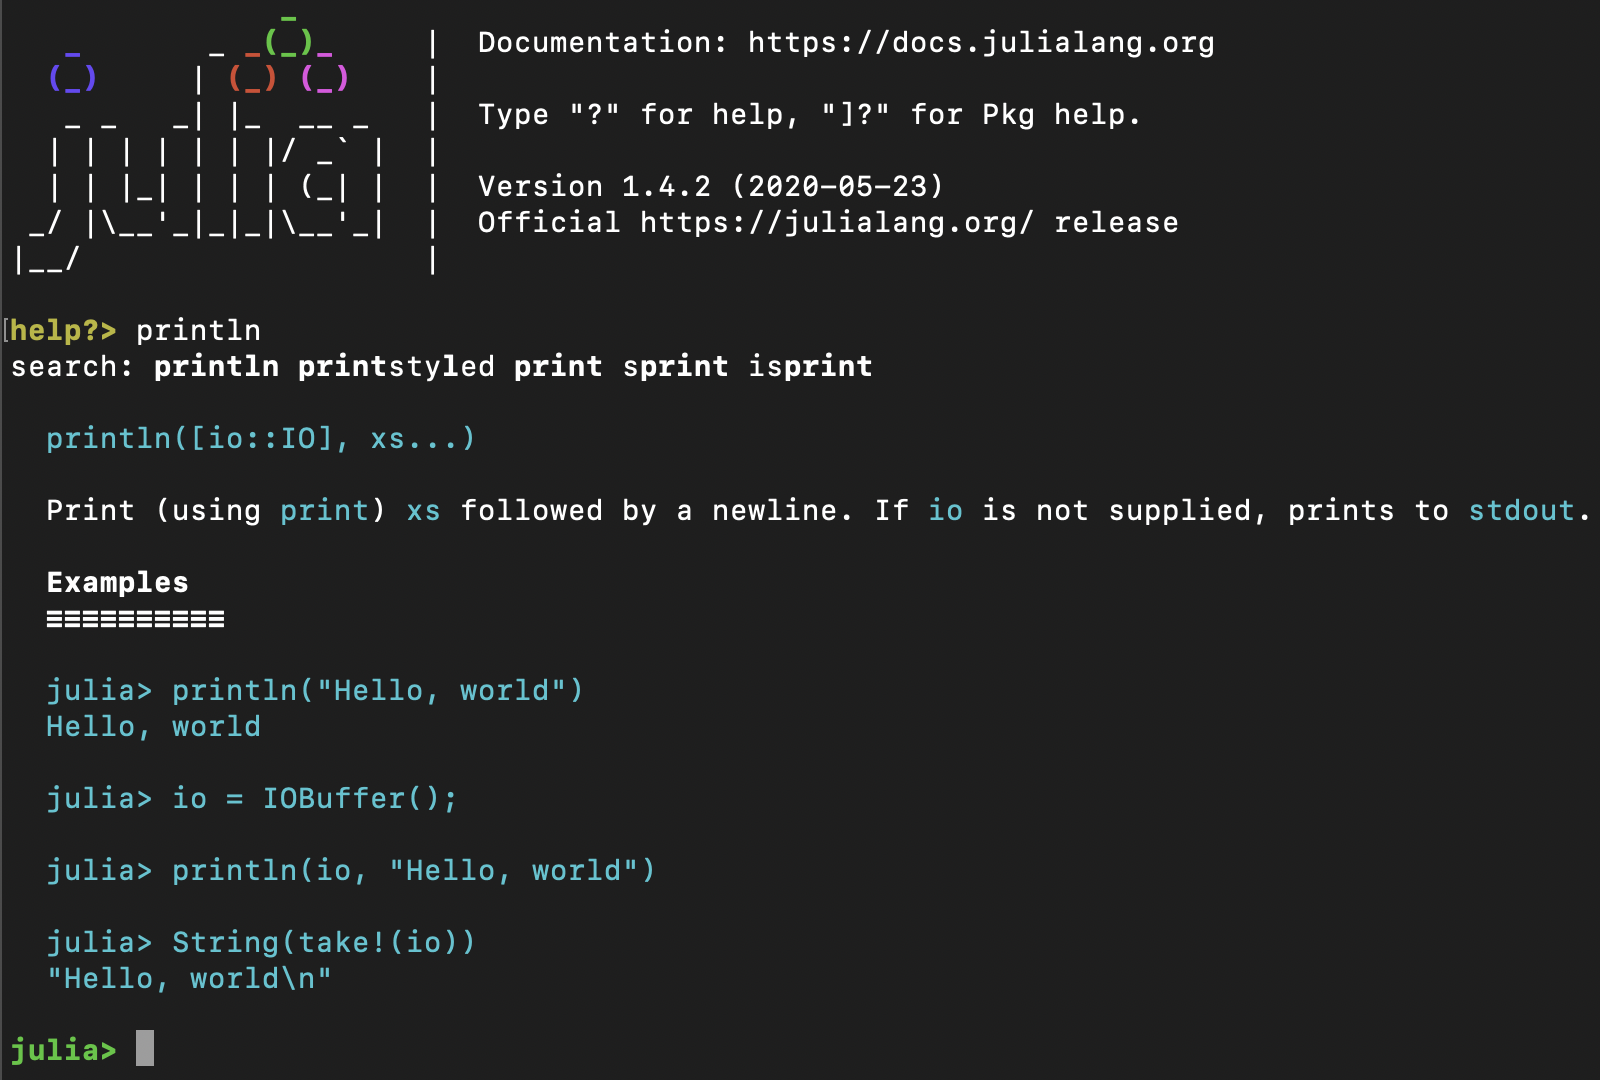 _
   _       _ _(_)_     |  Documentation: https://docs.julialang.org
  (_)     | (_) (_)    |
   _ _   _| |_  __ _   |  Type "?" for help, "]?" for Pkg help.
  | | | | | | |/ _` |  |
  | | |_| | | | (_| |  |  Version 1.4.2 (2020-05-23)
 _/ |\__'_|_|_|\__'_|  |  Official https://julialang.org/ release
|__/                   |

help?> println
search: println printstyled print sprint isprint

  println([io::IO], xs...)

  Print (using print) xs followed by a newline. If io is not supplied, prints to stdout.

  Examples
  ≡≡≡≡≡≡≡≡≡≡

  julia> println("Hello, world")
  Hello, world

  julia> io = IOBuffer();

  julia> println(io, "Hello, world")

  julia> String(take!(io))
  "Hello, world\n"

julia>